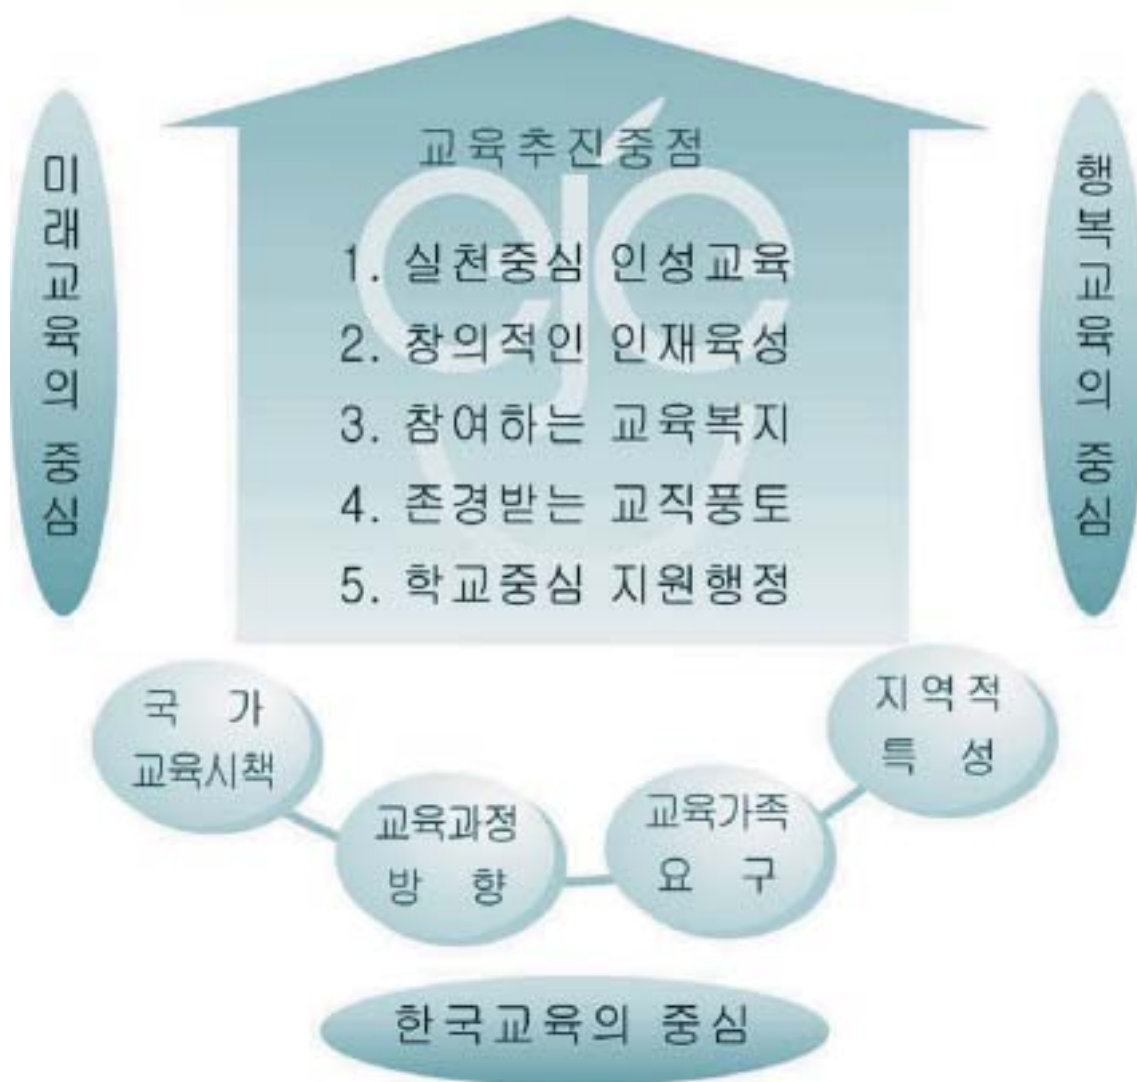 교육추진중점
미래교육의 중심
행복교육의 중심
1. 실천중심 인성교육
2. 창의적인 인재육성
3. 참여하는 교육복지
4. 존경받는 교직풍토
5. 학교중심 지원행정
국 가
교육시책
교육과정
방 향
교육가족
요 구
지역적
특 성
한국교육의 중심